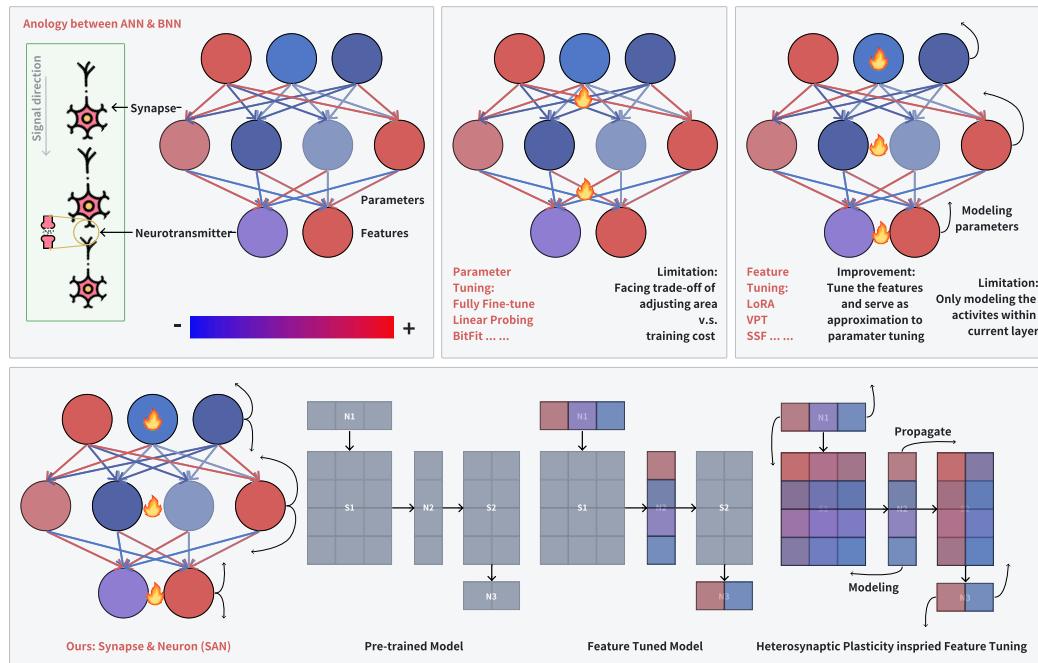 Anology between ANN & BNN
Signal direction
Synapse
Neurotransmitter
Parameters
Features
- +
Parameter
Tuning:
Fully Fine-tune
Linear Probing
BitFit ... ...
Limitation:
Facing trade-off of
adjusting area
v.s.
training cost
Feature
Tuning:
LoRA
VPT
SSF ... ...
Improvement:
Tune the features
and serve as
approximation to
paramater tuning
Modeling
parameters
Limitation:
Only modeling the
activites within
current layer
Ours: Synapse & Neuron (SAN)
N1
S1
N2
S2
N3
Pre-trained Model
N1
S1
N2
S2
N3
Feature Tuned Model
N1
Propagate
S1
N2
S2
Modeling
N3
Heterosynaptic Plasticity inspried Feature Tuning